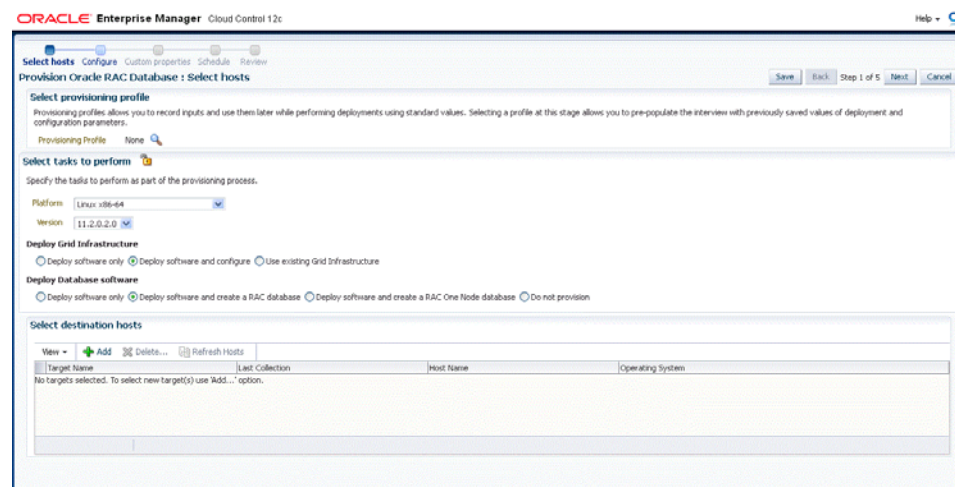 ORACLE Enterprise Manager Cloud Control 12c Help
Select hosts Configure Custom properties Schedule Review
Provision Oracle RAC Database : Select hosts Save Back Step 1 of 5 Next Cancel
Select provisioning profile
Provisioning profiles allows you to record inputs and use them later while performing deployments using standard values. Selecting a profile at this stage allows you to pre-populate the interview with previously saved values of deployment and
configuration parameters.
Provisioning Profile None
Select tasks to perform
Specify the tasks to perform as part of the provisioning process.
Platform Linux x86-64
Version 11.2.0.2.0
Deploy Grid Infrastructure
Deploy software only Deploy software and configure Use existing Grid Infrastructure
Deploy Database software
Deploy software only Deploy software and create a RAC database Deploy software and create a RAC One Node database Do not provision
Select destination hosts
View Add Delete... Refresh Hosts
Target Name Last Collection Host Name Operating System
No targets selected. To select new target(s) use 'Add...' option.